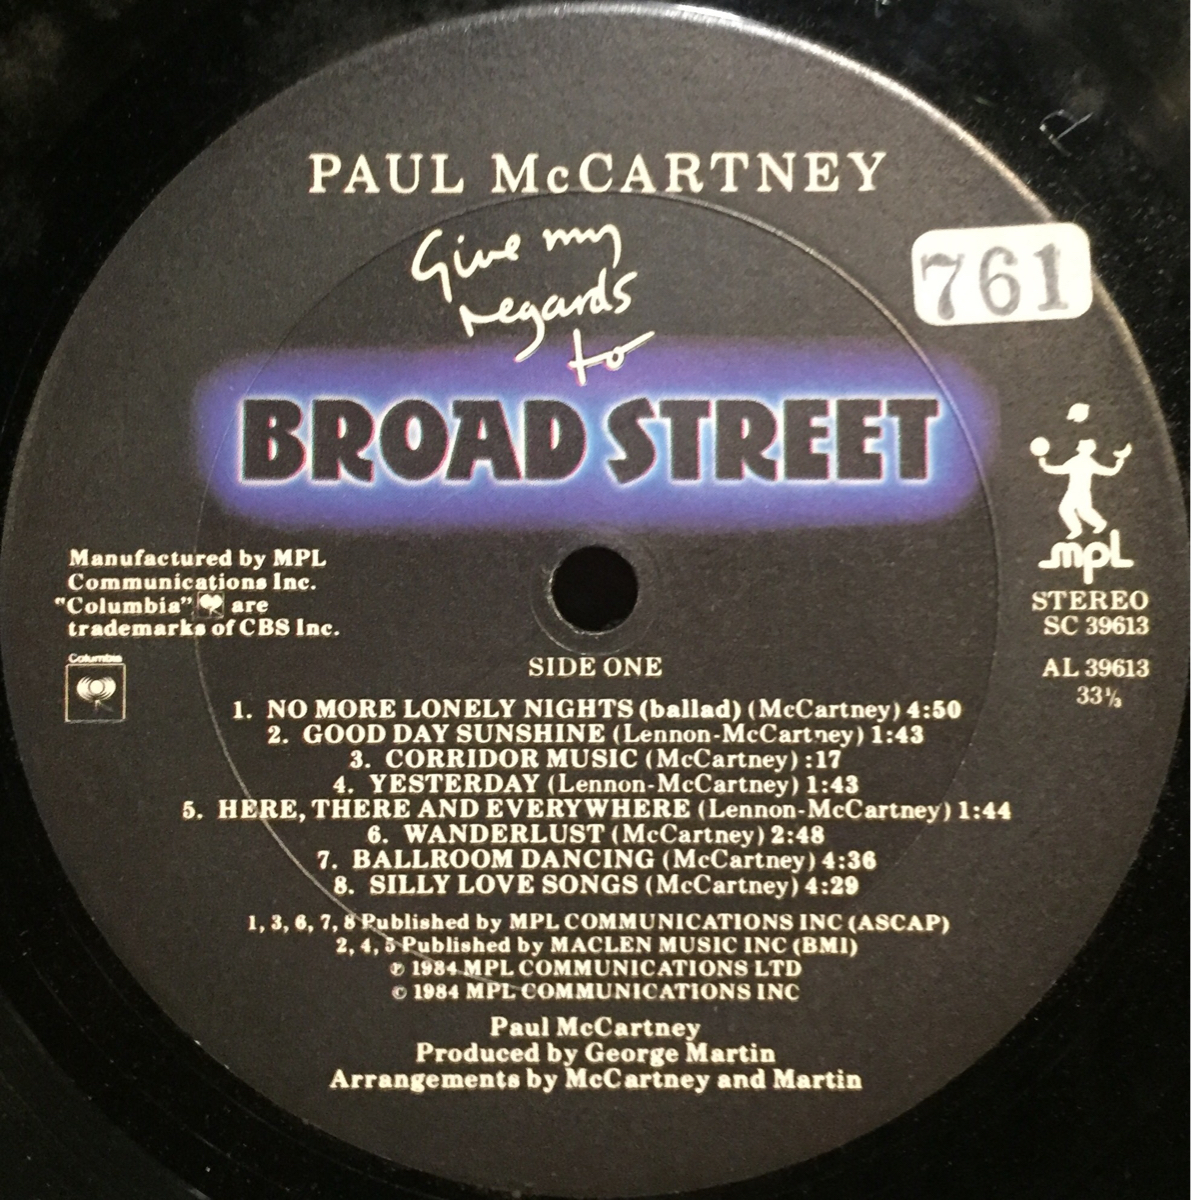 PAUL McCARTNEY
Give my
regards
to
BROAD STREET
761
mpl
STEREO
SC 39613
AL 39613
33⅓
Manufactured by MPL
Communications Inc.
"Columbia" are
trademarks of CBS Inc.
Columbia
SIDE ONE
1. NO MORE LONELY NIGHTS (ballad) (McCartney) 4:50
2. GOOD DAY SUNSHINE (Lennon-McCartney) 1:43
3. CORRIDOR MUSIC (McCartney) :17
4. YESTERDAY (Lennon-McCartney) 1:43
5. HERE, THERE AND EVERYWHERE (Lennon-McCartney) 1:44
6. WANDERLUST (McCartney) 2:48
7. BALLROOM DANCING (McCartney) 4:36
8. SILLY LOVE SONGS (McCartney) 4:29
1, 3, 6, 7, 8 Published by MPL COMMUNICATIONS INC (ASCAP)
2, 4, 5 Published by MACLEN MUSIC INC (BMI)
℗ 1984 MPL COMMUNICATIONS LTD
© 1984 MPL COMMUNICATIONS INC
Paul McCartney
Produced by George Martin
Arrangements by McCartney and Martin